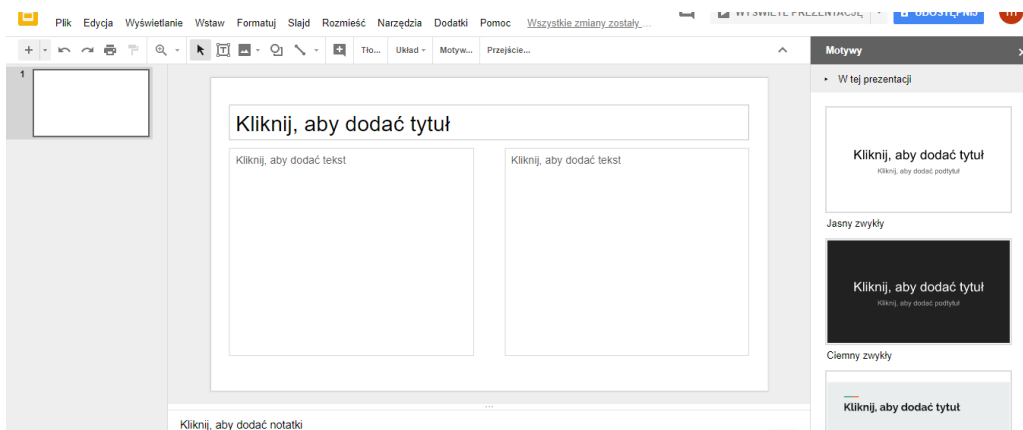 Plik Edycja Wyświetlanie Wstaw Formatuj Slajd Rozmieść Narzędzia Dodatki Pomoc Wszystkie zmiany zostały ...
WYŚWIETL PREZENTACJĘ
UDOSTĘPNIJ
Tło... Układ Motyw... Przejście...
Motywy
W tej prezentacji
1
Kliknij, aby dodać tytuł
Kliknij, aby dodać tekst
Kliknij, aby dodać tekst
Kliknij, aby dodać notatki
Kliknij, aby dodać tytuł
Kliknij, aby dodać podtytuł
Jasny zwykły
Kliknij, aby dodać tytuł
Kliknij, aby dodać podtytuł
Ciemny zwykły
Kliknij, aby dodać tytuł